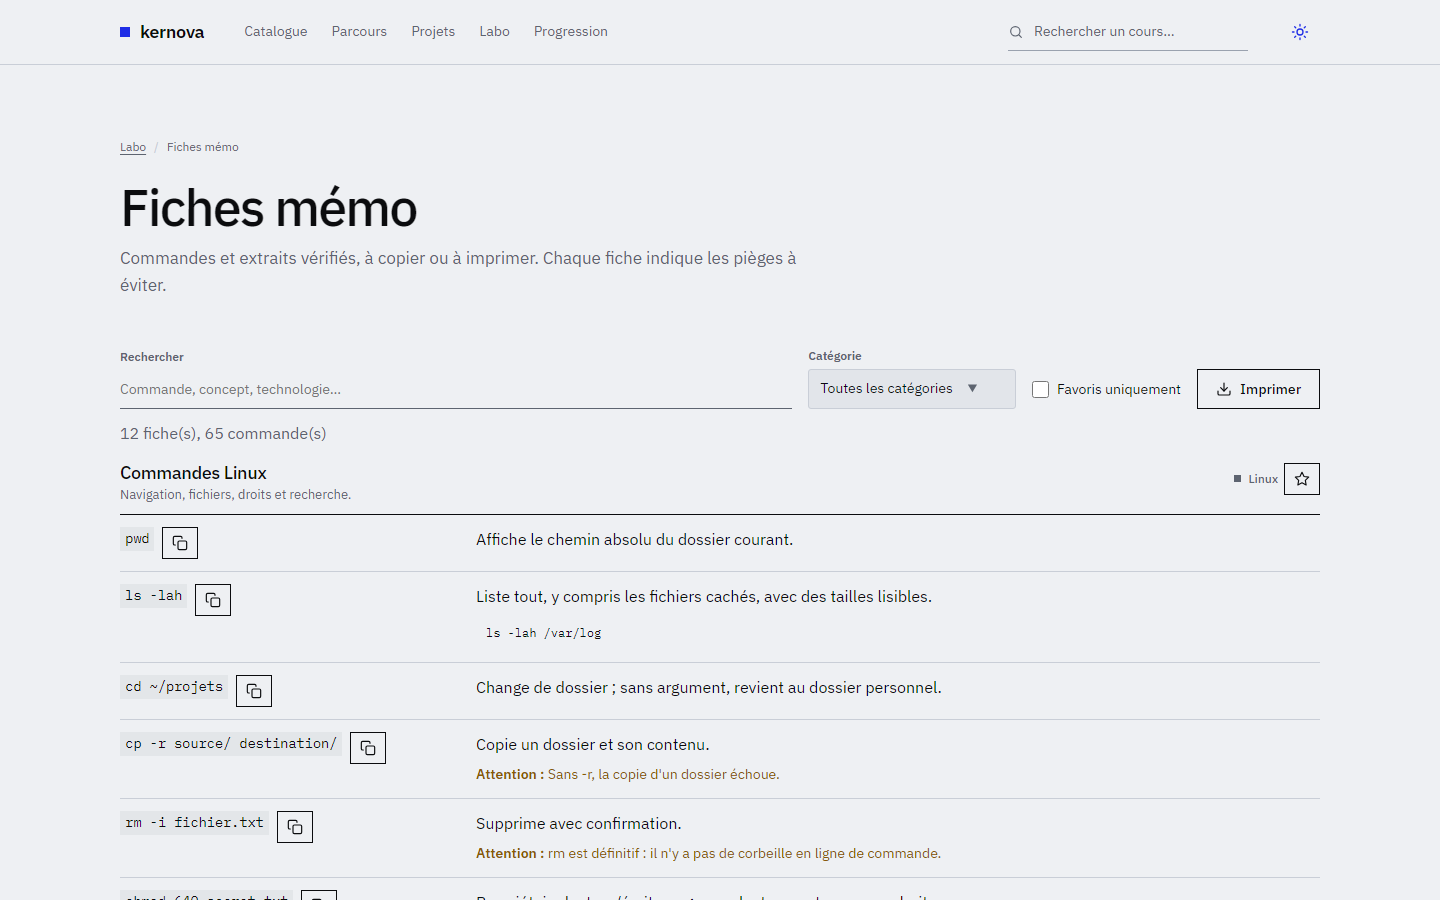 kernova
Catalogue
Parcours
Projets
Labo
Progression
Rechercher un cours...
Labo / Fiches mémo
Fiches mémo
Commandes et extraits vérifiés, à copier ou à imprimer. Chaque fiche indique les pièges à
éviter.
Rechercher
Commande, concept, technologie...
Catégorie
Toutes les catégories
Favoris uniquement
Imprimer
12 fiche(s), 65 commande(s)
Commandes Linux
Navigation, fichiers, droits et recherche.
Linux
pwd
Affiche le chemin absolu du dossier courant.
ls -lah
Liste tout, y compris les fichiers cachés, avec des tailles lisibles.
ls -lah /var/log
cd ~/projets
Change de dossier ; sans argument, revient au dossier personnel.
cp -r source/ destination/
Copie un dossier et son contenu.
Attention : Sans -r, la copie d'un dossier échoue.
rm -i fichier.txt
Supprime avec confirmation.
Attention : rm est définitif : il n'y a pas de corbeille en ligne de commande.